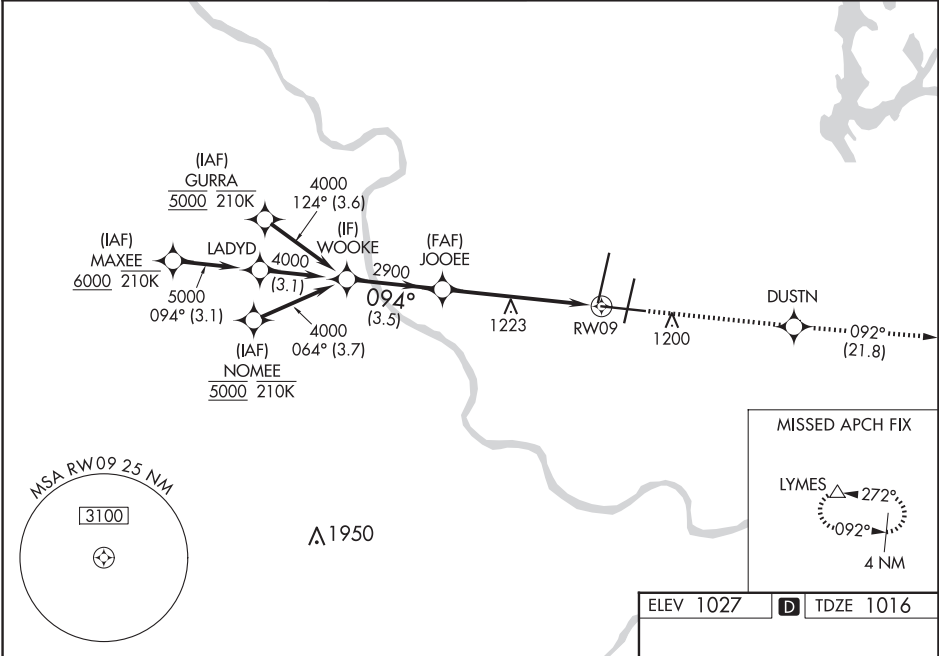 (IAF)
GURRA
5000 210K
4000
124° (3.6)
(IF)
WOOKE
(FAF)
JOOEE
(IAF)
MAXEE
6000 210K
LADYD
4000
(3.1)
2900
094°
(3.5)
5000
094° (3.1)
4000
064° (3.7)
(IAF)
NOMEE
5000 210K
1223
RW09
1200
DUSTN
092°
(21.8)
MISSED APCH FIX
LYMES
272°
092°
4 NM
MSA RW09 25 NM
3100
1950
ELEV 1027 D TDZE 1016